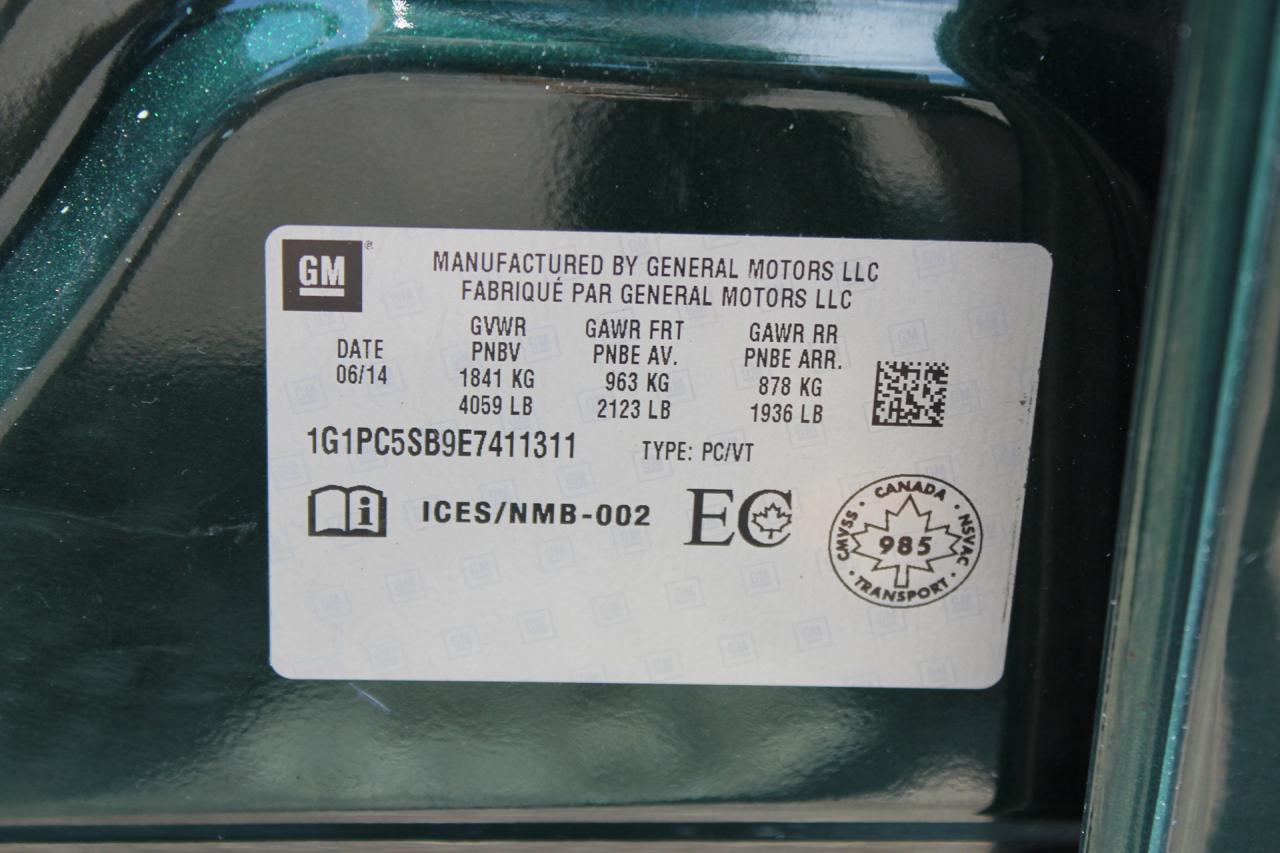 GM
MANUFACTURED BY GENERAL MOTORS LLC
FABRIQUÉ PAR GENERAL MOTORS LLC
DATE
06/14
GVWR
PNBV
1841 KG
4059 LB
GAWR FRT
PNBE AV.
963 KG
2123 LB
GAWR RR
PNBE ARR.
878 KG
1936 LB
1G1PC5SB9E7411311 TYPE: PC/VT
i ICES/NMB-002 EC
CANADA
CMVSS 985 NSVAC
TRANSPORT